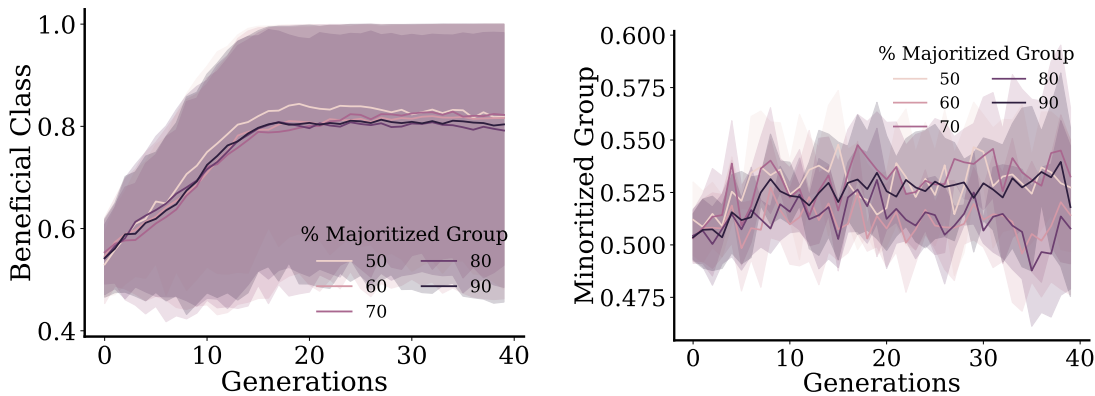 1.0
0.8
0.6
0.4
Beneficial Class
% Majoritized Group
50 80
60 90
70
0 10 20 30 40
Generations
0.600
0.575
0.550
0.525
0.500
0.475
Minoritized Group
% Majoritized Group
50 80
60 90
70
0 10 20 30 40
Generations